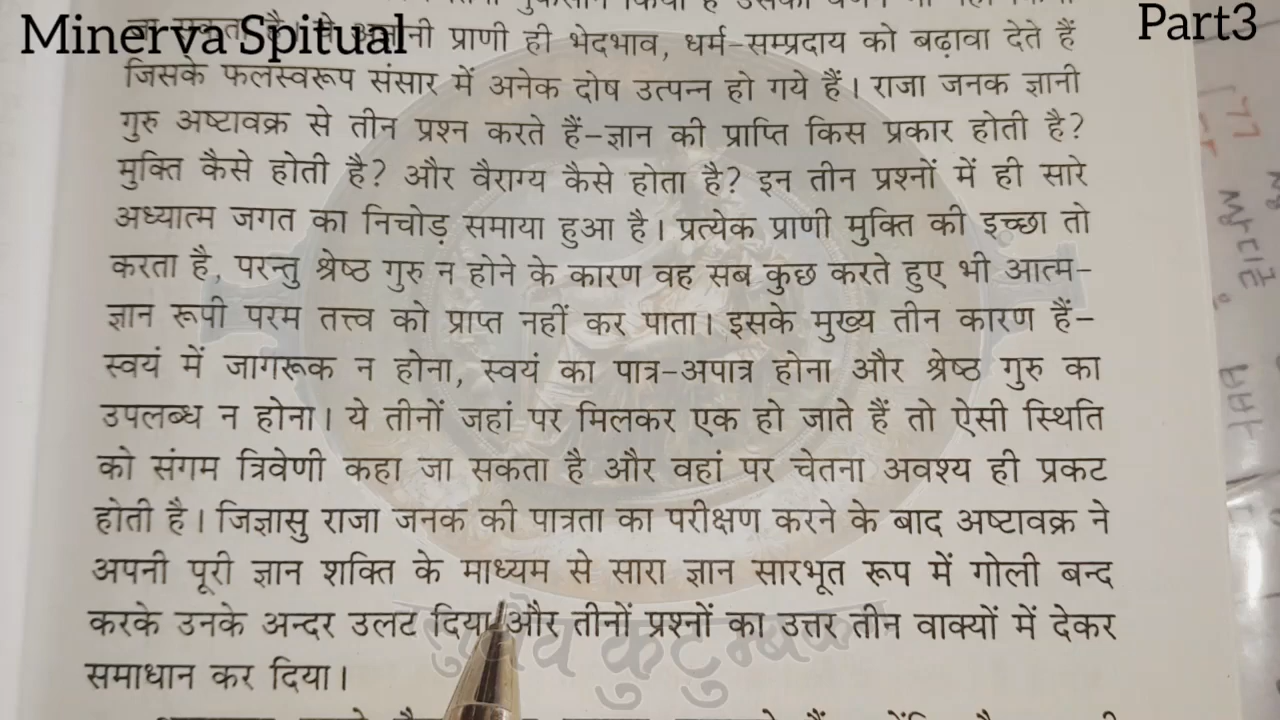 Minerva Spitual
Part3
प्राणी ही भेदभाव, धर्म-सम्प्रदाय को बढ़ावा देते हैं
जिसके फलस्वरूप संसार में अनेक दोष उत्पन्न हो गये हैं। राजा जनक ज्ञानी
गुरु अष्टावक्र से तीन प्रश्न करते हैं-ज्ञान की प्राप्ति किस प्रकार होती है?
मुक्ति कैसे होती है? और वैराग्य कैसे होता है? इन तीन प्रश्नों में ही सारे
अध्यात्म जगत का निचोड़ समाया हुआ है। प्रत्येक प्राणी मुक्ति की इच्छा तो
करता है, परन्तु श्रेष्ठ गुरु न होने के कारण वह सब कुछ करते हुए भी आत्म-
ज्ञान रूपी परम तत्त्व को प्राप्त नहीं कर पाता। इसके मुख्य तीन कारण हैं-
स्वयं में जागरूक न होना, स्वयं का पात्र-अपात्र होना और श्रेष्ठ गुरु का
उपलब्ध न होना। ये तीनों जहां पर मिलकर एक हो जाते हैं तो ऐसी स्थिति
को संगम त्रिवेणी कहा जा सकता है और वहां पर चेतना अवश्य ही प्रकट
होती है। जिज्ञासु राजा जनक की पात्रता का परीक्षण करने के बाद अष्टावक्र ने
अपनी पूरी ज्ञान शक्ति के माध्यम से सारा ज्ञान सारभूत रूप में गोली बन्द
करके उनके अन्दर उलट दिया और तीनों प्रश्नों का उत्तर तीन वाक्यों में देकर
समाधान कर दिया।